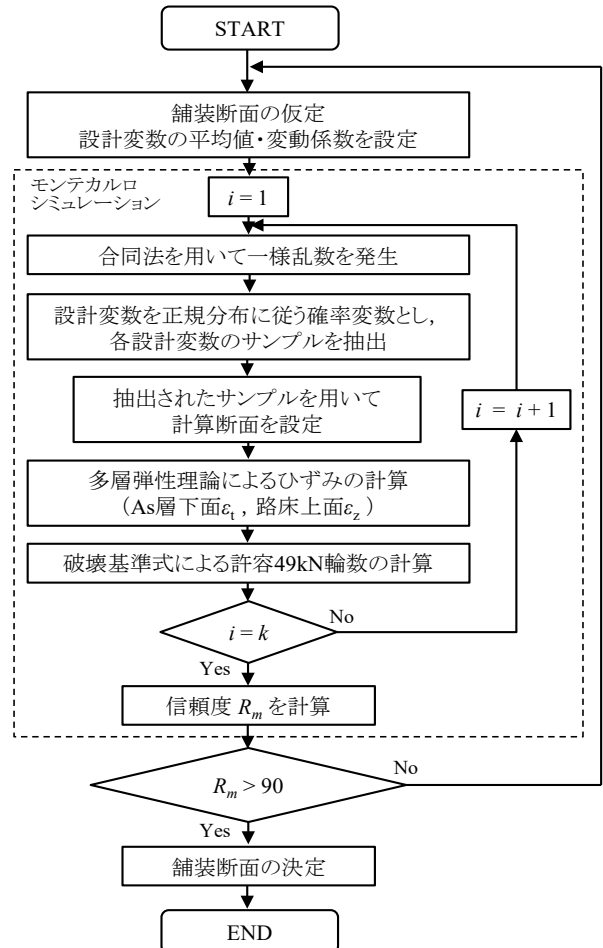 START
舗装断面の仮定
設計変数の平均値・変動係数を設定
モンテカルロ
シミュレーション
i = 1
合同法を用いて一様乱数を発生
設計変数を正規分布に従う確率変数とし,
各設計変数のサンプルを抽出
抽出されたサンプルを用いて
計算断面を設定
i = i + 1
多層弾性理論によるひずみの計算
（As層下面εt , 路床上面εz ）
破壊基準式による許容49kN輪数の計算
i = k
No
Yes
信頼度 Rm を計算
Rm > 90
No
Yes
舗装断面の決定
END